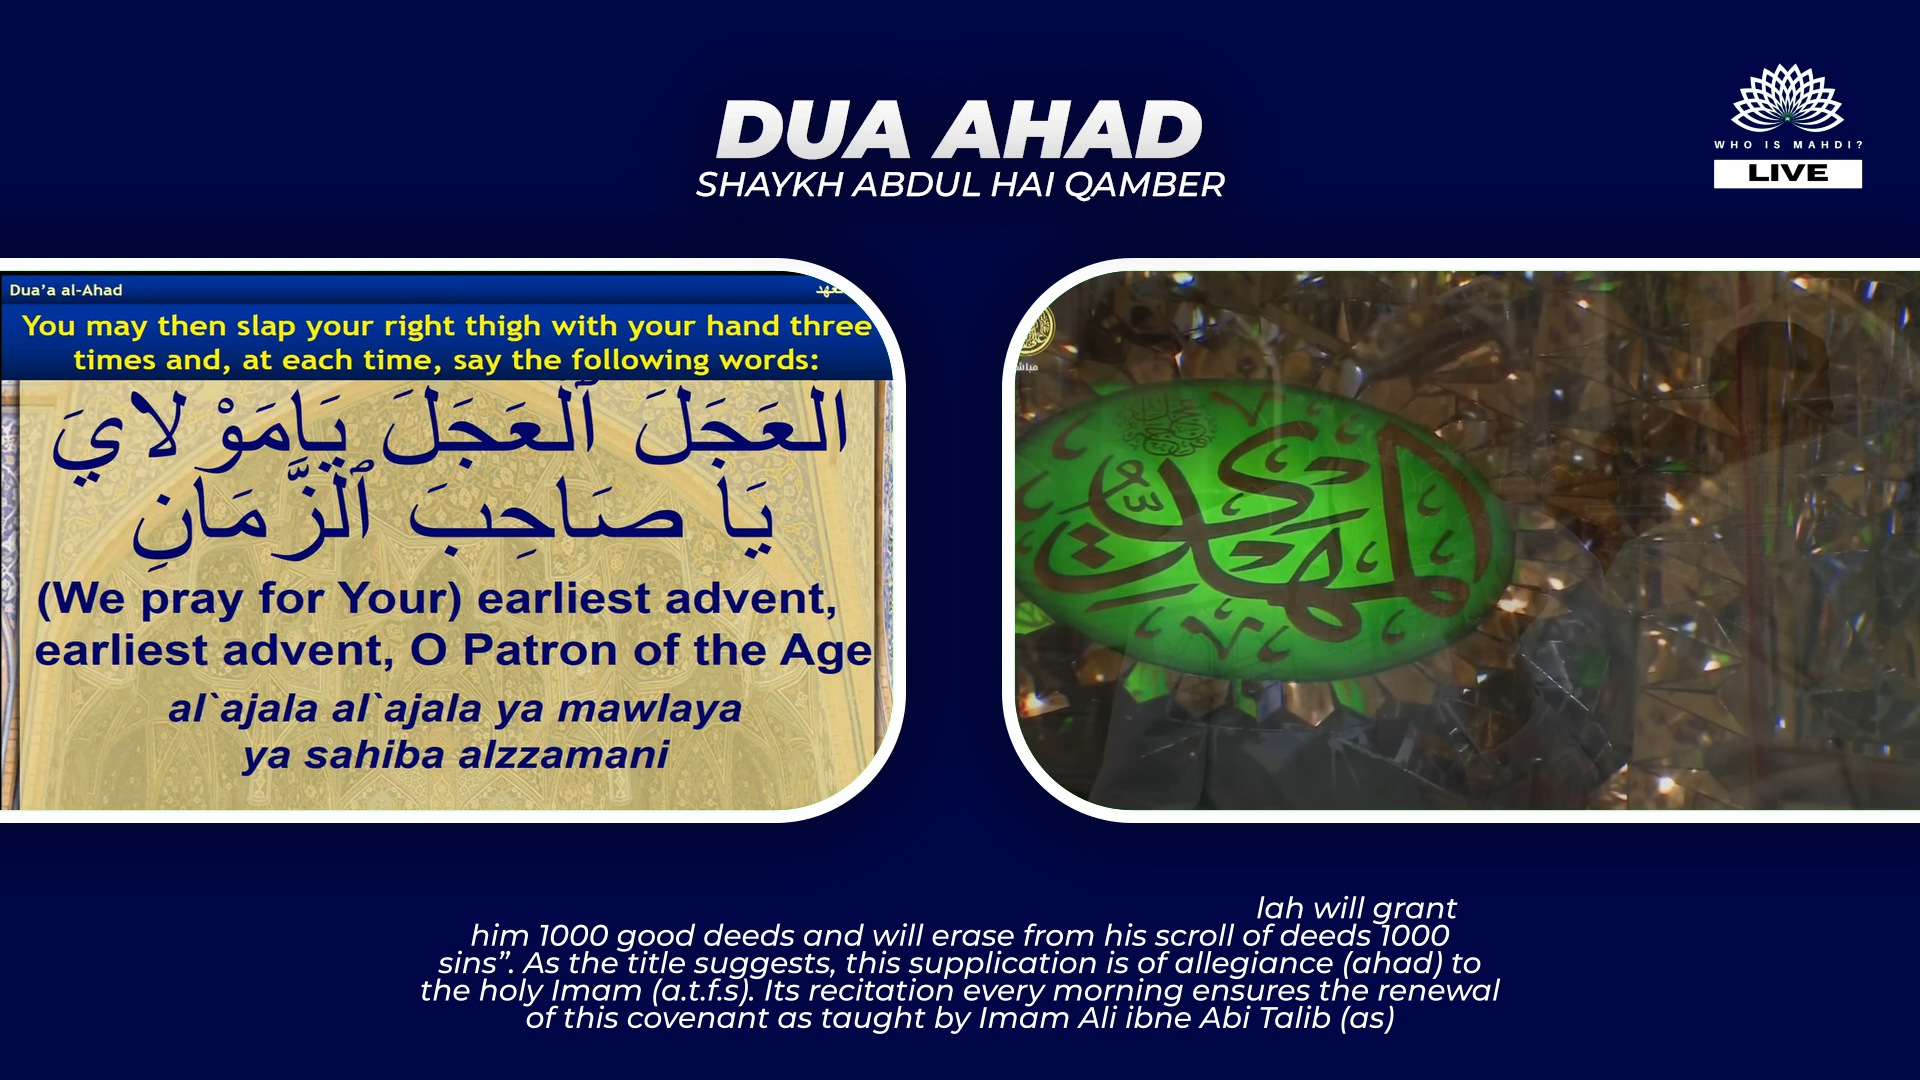 DUA AHAD
SHAYKH ABDUL HAI QAMBER
WHO IS MAHDI?
LIVE
Dua’a al-Ahad
You may then slap your right thigh with your hand three
times and, at each time, say the following words:
العَجَلَ ٱلعَجَلَ يَامَوْلايَ
يَا صَاحِبَ ٱلزَّمَانِ
(We pray for Your) earliest advent,
earliest advent, O Patron of the Age
al`ajala al`ajala ya mawlaya
ya sahiba alzzamani
المهدي
lah will grant
him 1000 good deeds and will erase from his scroll of deeds 1000
sins”. As the title suggests, this supplication is of allegiance (ahad) to
the holy Imam (a.t.f.s). Its recitation every morning ensures the renewal
of this covenant as taught by Imam Ali ibne Abi Talib (as)